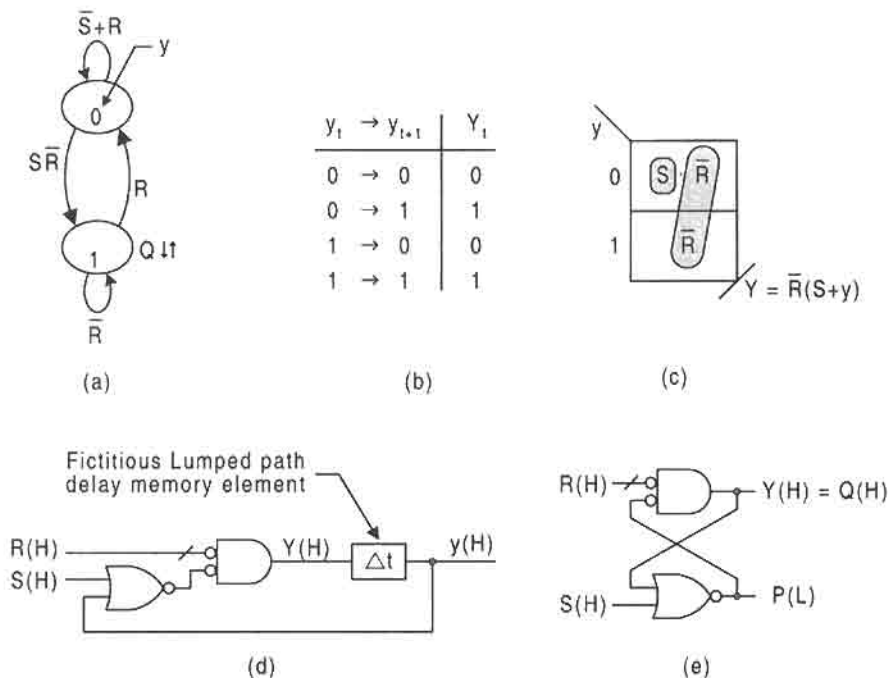 S̅+R
y
0
SR̅
R
1
Q↓↑
R̅
(a)
y_t → y_t+1 Y_t
0 → 0 0
0 → 1 1
1 → 0 0
1 → 1 1
(b)
y
0 S · R̅
1 R̅
Y = R̅(S+y)
(c)
Fictitious Lumped path
delay memory element
R(H)
S(H)
Y(H)
Δt
y(H)
(d)
R(H)
Y(H) = Q(H)
S(H)
P(L)
(e)